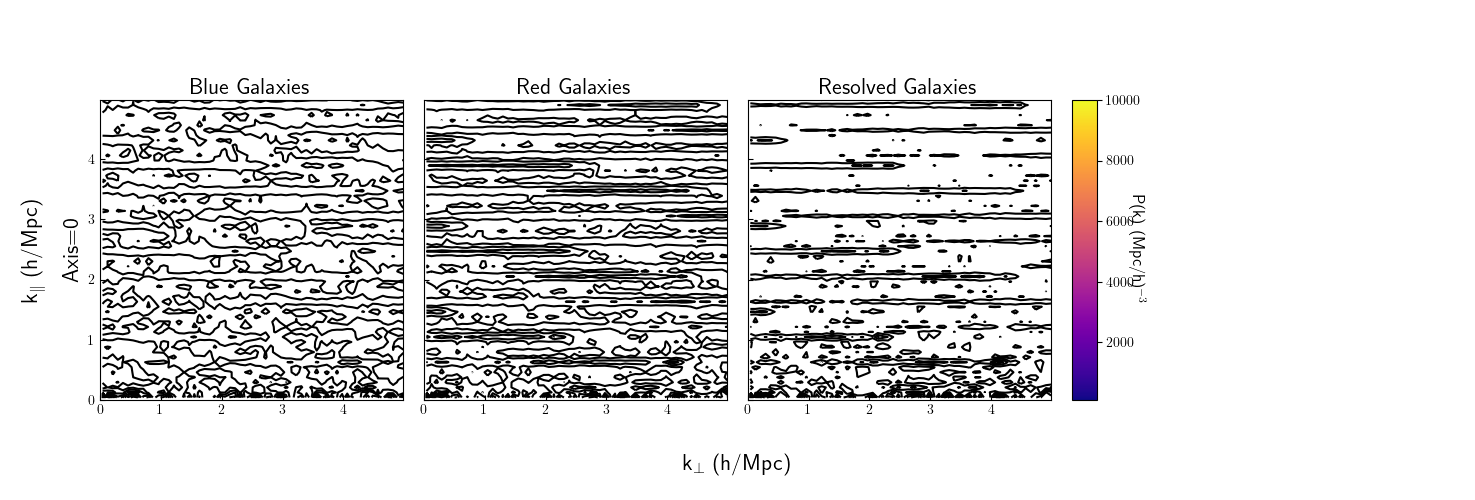 Blue Galaxies
Red Galaxies
Resolved Galaxies
k∥ (h/Mpc)
Axis=0
4
3
2
1
0
0 1 2 3 4
0 1 2 3 4
0 1 2 3 4
10000
8000
6000
4000
2000
P(k) (Mpc/h)⁻³
k⊥ (h/Mpc)